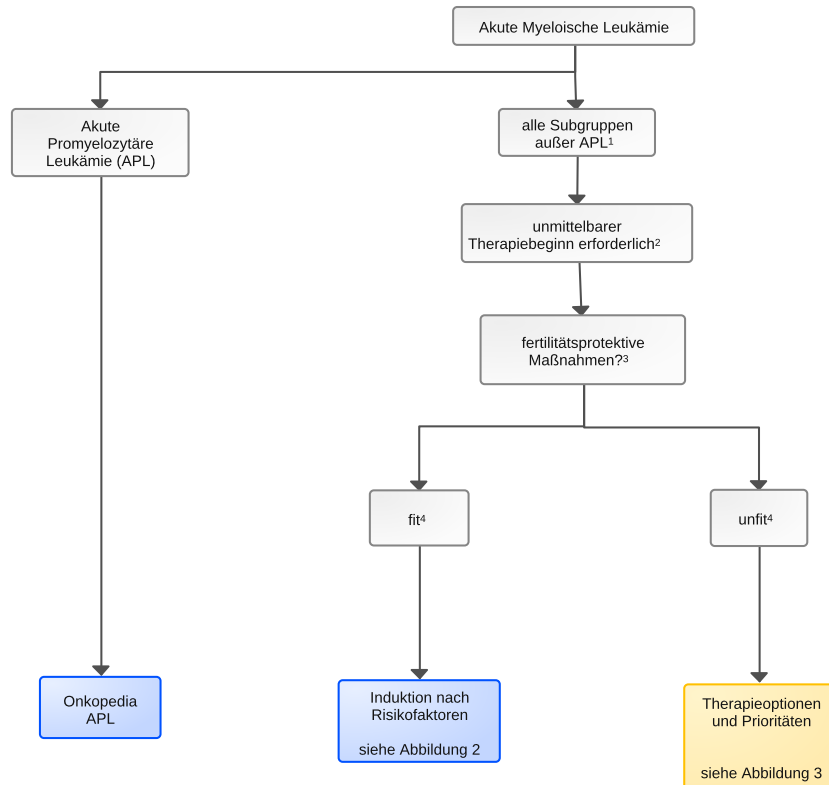 Akute Myeloische Leukämie
Akute
Promyelozytäre
Leukämie (APL)
alle Subgruppen
außer APL¹
unmittelbarer
Therapiebeginn erforderlich²
fertilitätsprotektive
Maßnahmen?³
fit⁴
unfit⁴
Onkopedia
APL
Induktion nach
Risikofaktoren
siehe Abbildung 2
Therapieoptionen
und Prioritäten
siehe Abbildung 3